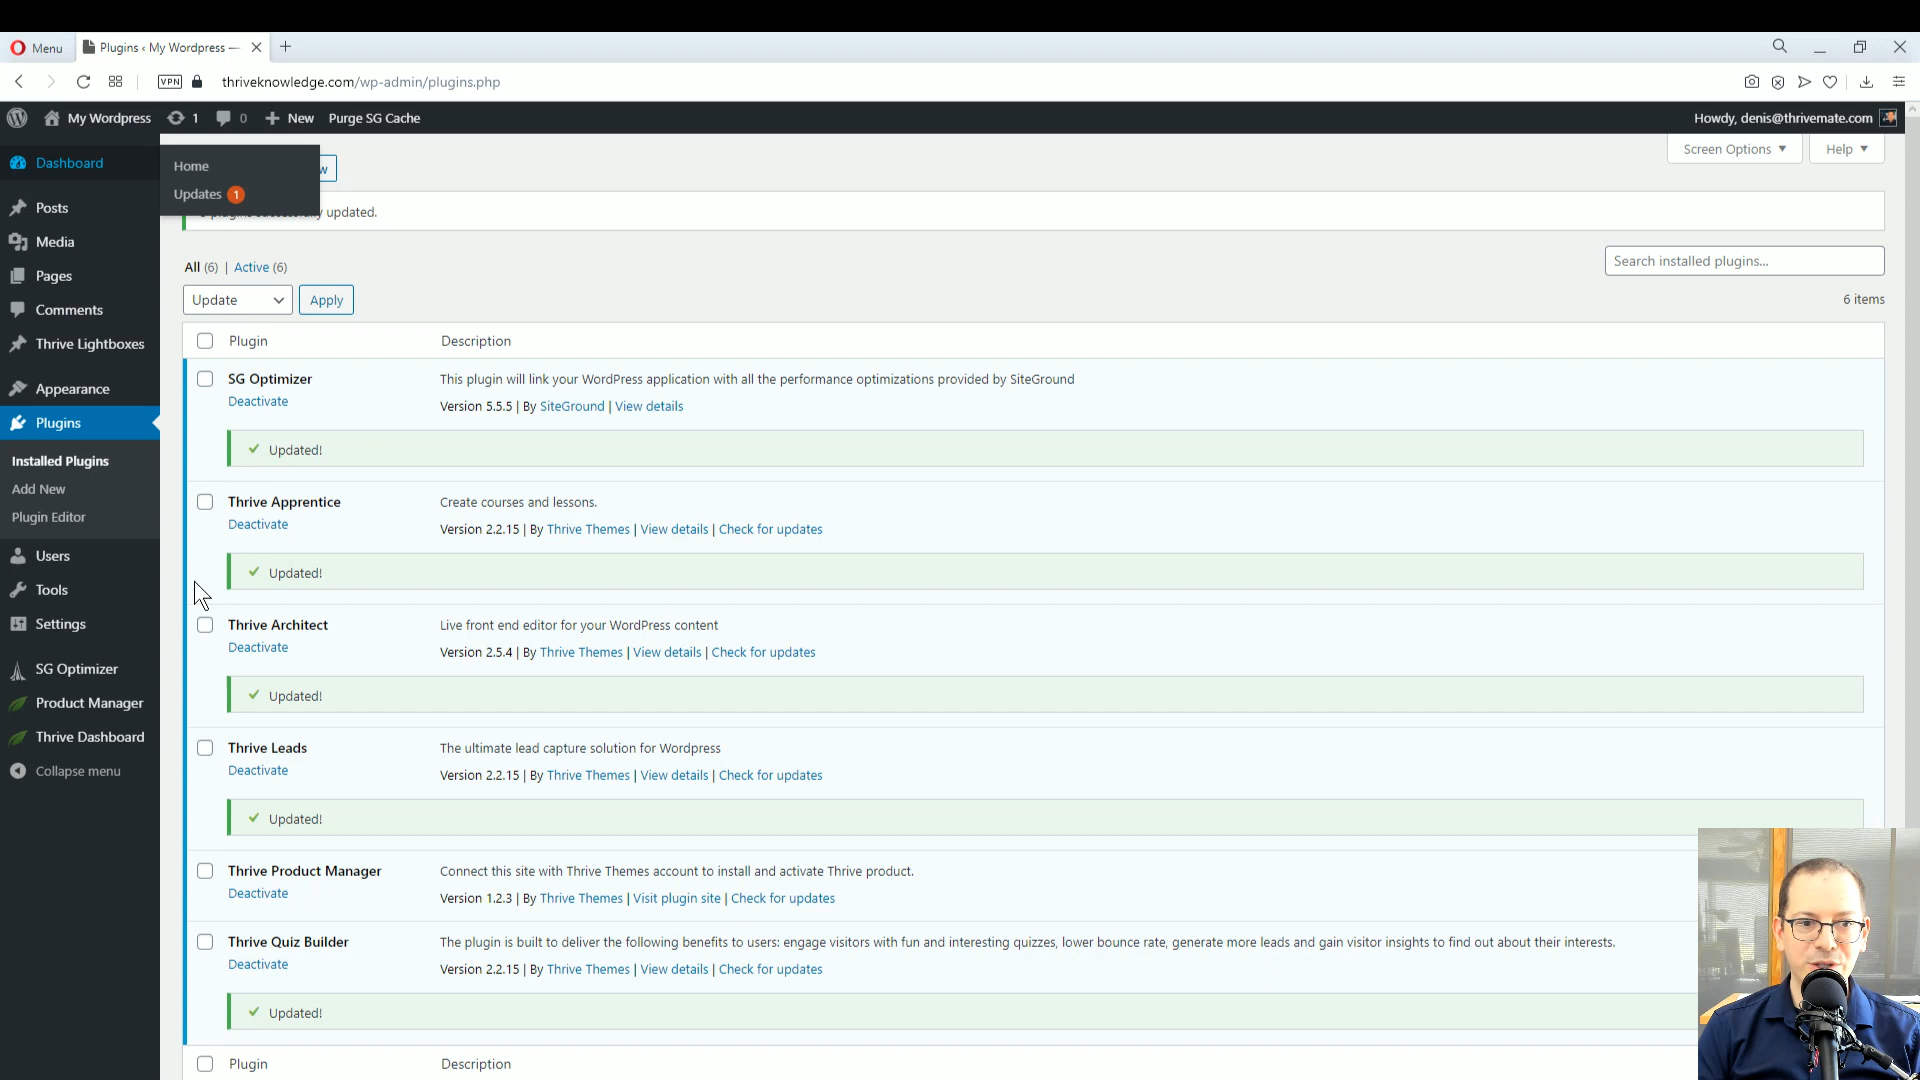 Menu
Plugins ‹ My Wordpress —
VPN
thriveknowledge.com/wp-admin/plugins.php
My Wordpress 1 0 New Purge SG Cache
Howdy, denis@thrivemate.com
Dashboard
Home
Updates 1
Screen Options
Help
updated.
Posts
Media
Pages
Comments
Thrive Lightboxes
Appearance
Plugins
Installed Plugins
Add New
Plugin Editor
Users
Tools
Settings
SG Optimizer
Product Manager
Thrive Dashboard
Collapse menu
All (6) | Active (6)
Search installed plugins...
Update
Apply
6 items
Plugin Description
SG Optimizer
Deactivate
This plugin will link your WordPress application with all the performance optimizations provided by SiteGround
Version 5.5.5 | By SiteGround | View details
Updated!
Thrive Apprentice
Deactivate
Create courses and lessons.
Version 2.2.15 | By Thrive Themes | View details | Check for updates
Updated!
Thrive Architect
Deactivate
Live front end editor for your WordPress content
Version 2.5.4 | By Thrive Themes | View details | Check for updates
Updated!
Thrive Leads
Deactivate
The ultimate lead capture solution for Wordpress
Version 2.2.15 | By Thrive Themes | View details | Check for updates
Updated!
Thrive Product Manager
Deactivate
Connect this site with Thrive Themes account to install and activate Thrive product.
Version 1.2.3 | By Thrive Themes | Visit plugin site | Check for updates
Thrive Quiz Builder
Deactivate
The plugin is built to deliver the following benefits to users: engage visitors with fun and interesting quizzes, lower bounce rate, generate more leads and gain visitor insights to find out about their interests.
Version 2.2.15 | By Thrive Themes | View details | Check for updates
Updated!
Plugin Description